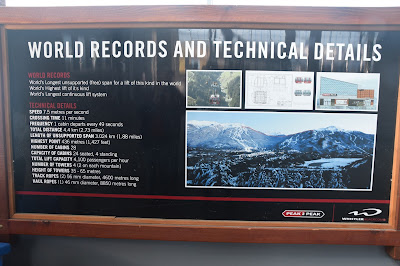 WORLD RECORDS AND TECHNICAL DETAILS
WORLD RECORDS
World's Longest unsupported (free) span for a lift of this kind in the world
World's Highest lift of its kind
World's Longest continuous lift system
TECHNICAL DETAILS
SPEED 7.5 metres per second
CROSSING TIME 11 minutes
FREQUENCY 1 cabin departs every 49 seconds
TOTAL DISTANCE 4.4 km (2.73 miles)
LENGTH OF UNSUPPORTED SPAN 3.024 km (1.88 miles)
HIGHEST POINT 436 metres (1,427 feet)
NUMBER OF CABINS 28
CAPACITY OF CABINS 24 seated, 4 standing
TOTAL LIFT CAPACITY 4,100 passengers per hour
NUMBER OF TOWERS 4 (2 on each mountain)
HEIGHT OF TOWERS 35 - 65 metres
TRACK ROPES (2) 56 mm diameter, 4600 metres long
HAUL ROPES (1) 46 mm diameter, 8850 metres long
PEAK 2 PEAK
WHISTLER